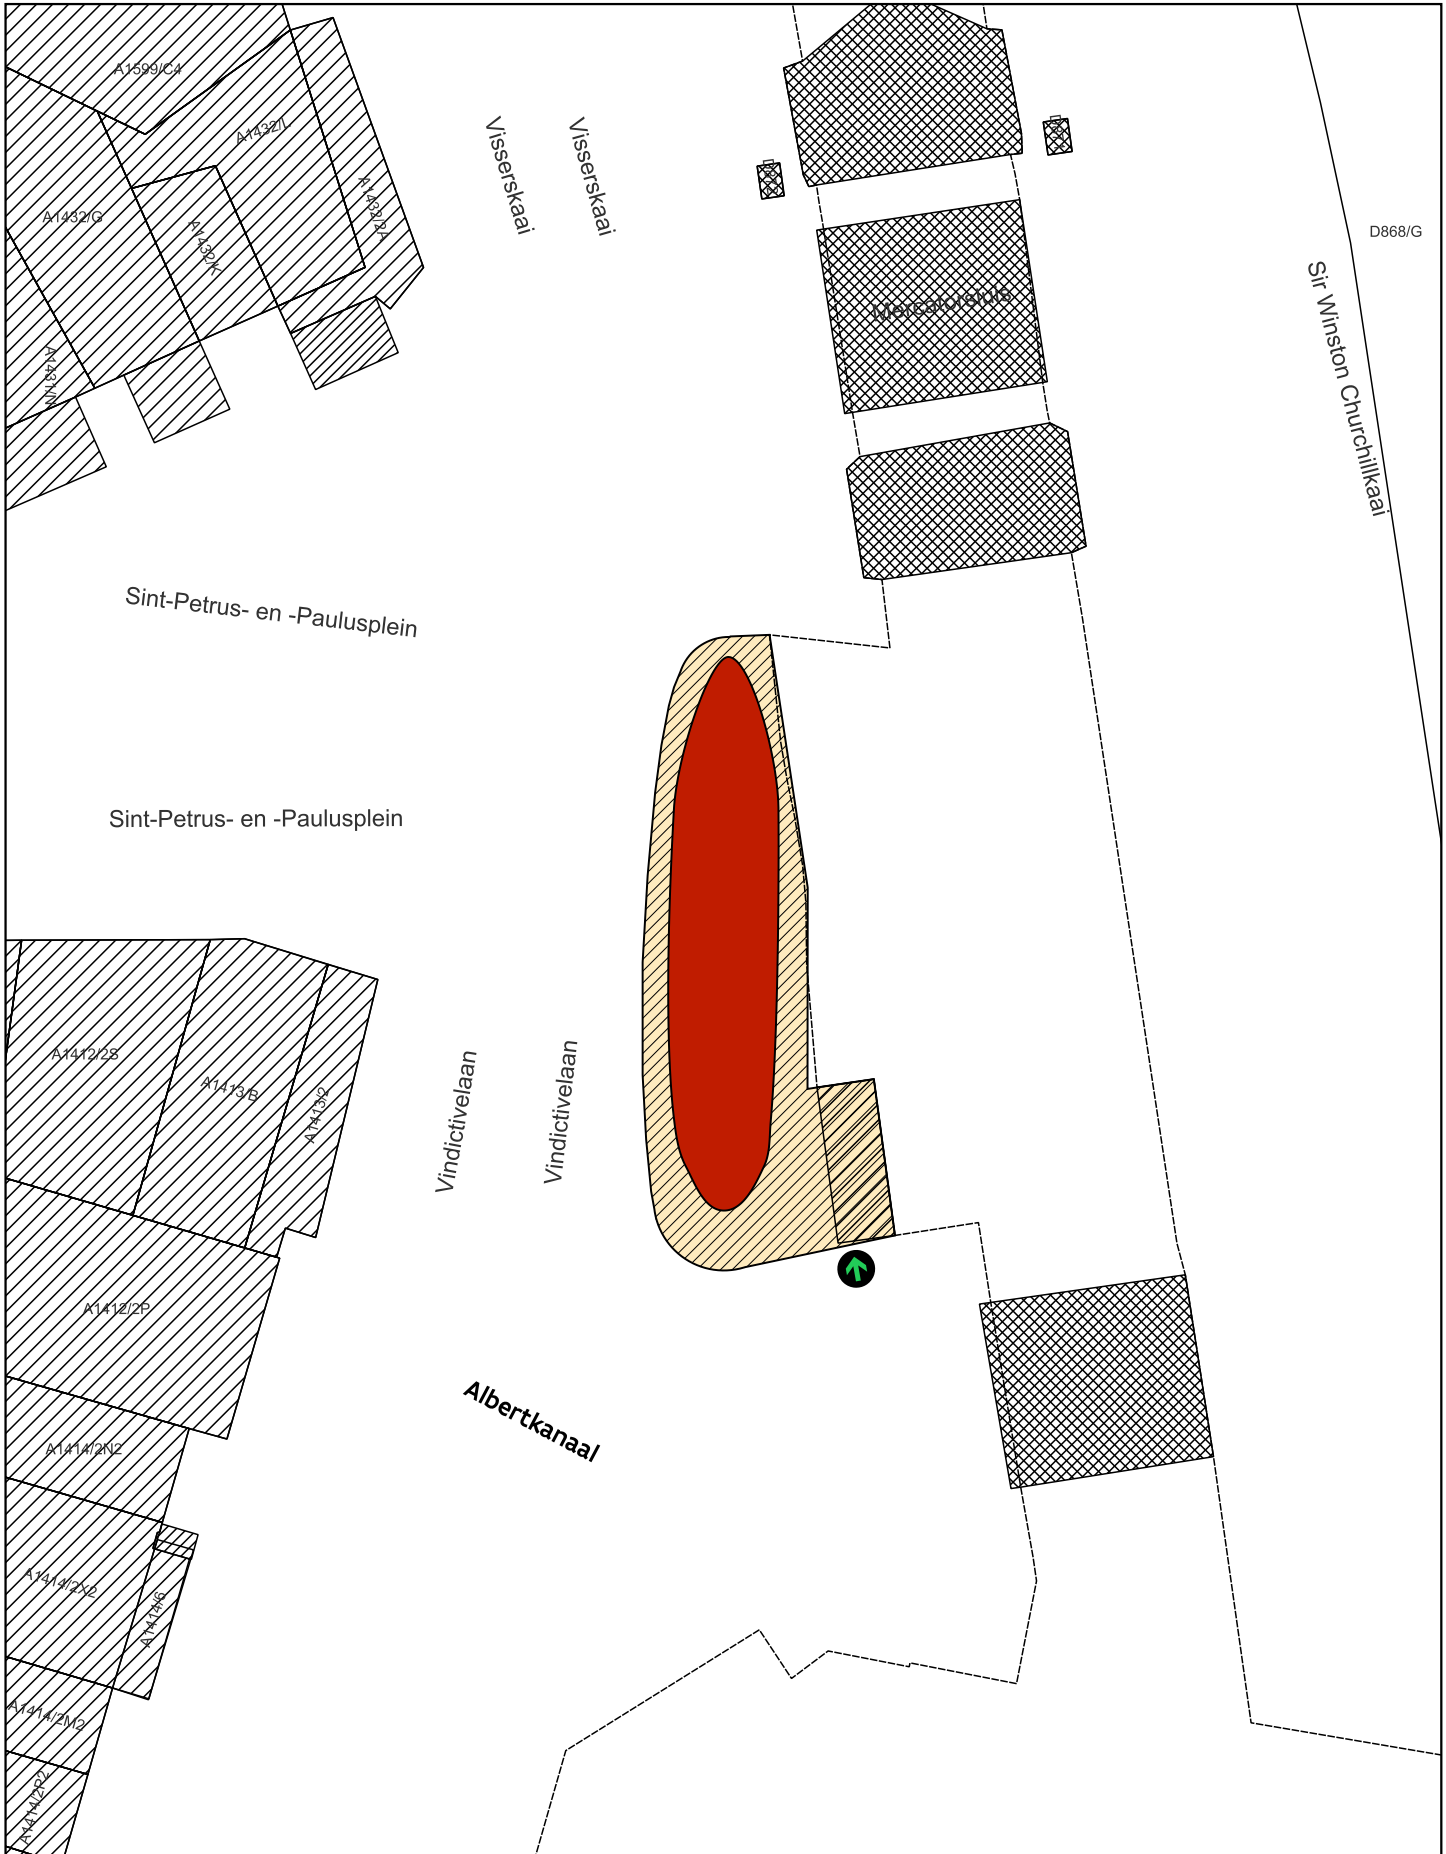 A1599/C4
A1432/L
Visserskaai
Visserskaai
A1432/2A
A1432/G
A1432/K
D868/G
Mercatorsluis
Sir Winston Churchillkaai
A1431/N
Sint-Petrus- en -Paulusplein
Sint-Petrus- en -Paulusplein
A1412/2S
A1413/B
A1413/2
Vindictivelaan
Vindictivelaan
A1412/2P
Albertkanaal
A1414/2N2
A1414/2X2
A1414/6
A1414/2M2
A1414/2P2